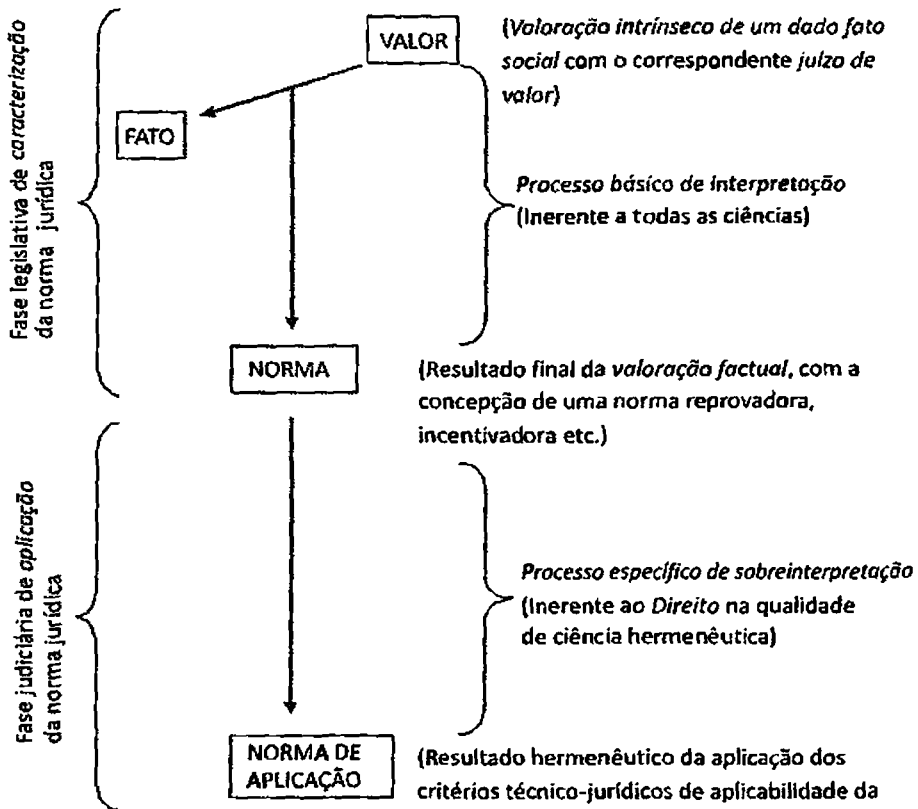 VALOR
(Valoração intrínseco de um dado fato
social com o correspondente juízo de
valor)
FATO
Fase legislativa de caracterização
da norma jurídica
Processo básico de interpretação
(Inerente a todas as ciências)
NORMA
(Resultado final da valoração factual, com a
concepção de uma norma reprovadora,
incentivadora etc.)
Fase judiciária de aplicação
da norma jurídica
Processo específico de sobreinterpretação
(Inerente ao Direito na qualidade
de ciência hermenêutica)
NORMA DE
APLICAÇÃO
(Resultado hermenêutico da aplicação dos
critérios técnico-jurídicos de aplicabilidade da